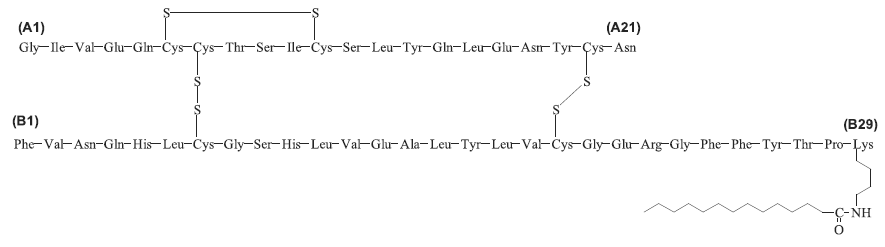 S S
(A1) (A21)
Gly Ile Val Glu Gln Cys Cys Thr Ser Ile Cys Ser Leu Tyr Gln Leu Glu Asn Tyr Cys Asn
S S
S S
(B1) (B29)
Phe Val Asn Gln His Leu Cys Gly Ser His Leu Val Glu Ala Leu Tyr Leu Val Cys Gly Glu Arg Gly Phe Phe Tyr Thr Pro Lys
C NH
O